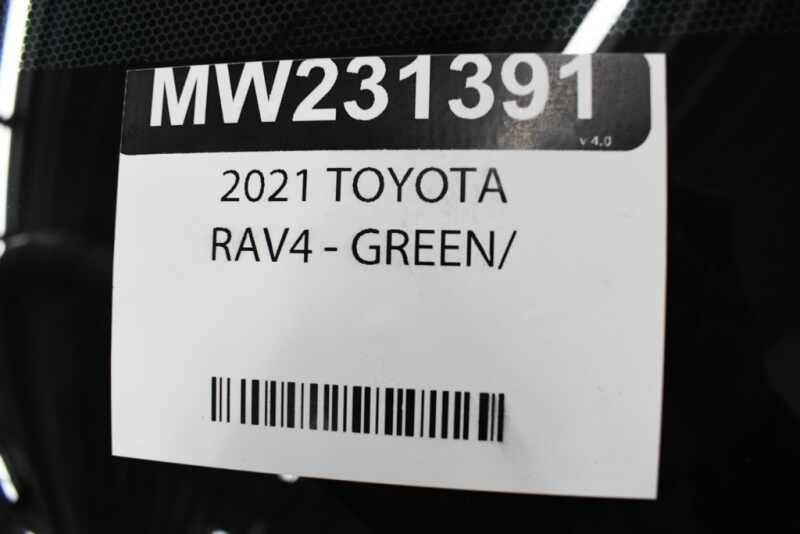 MW231391
v 4.0
2021 TOYOTA
RAV4 - GREEN/